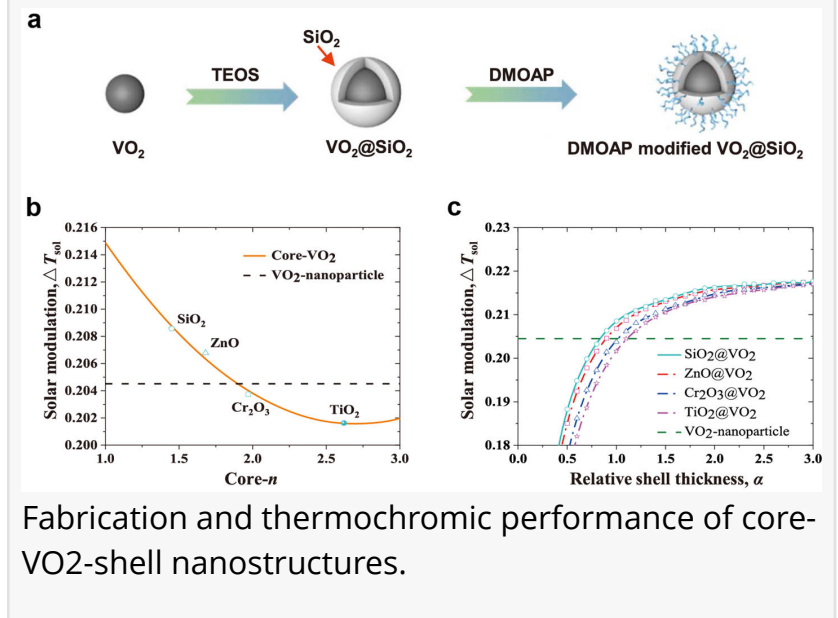 a
SiO2
TEOS
DMOAP
VO2
VO2@SiO2
DMOAP modified VO2@SiO2
b
0.216
0.214
0.212
0.210
0.208
0.206
0.204
0.202
0.200
Solar modulation, △Tsol
Core-VO2
VO2-nanoparticle
SiO2
ZnO
Cr2O3
TiO2
1.0 1.5 2.0 2.5 3.0
Core-n
c
0.23
0.22
0.21
0.20
0.19
0.18
Solar modulation, △Tsol
SiO2@VO2
ZnO@VO2
Cr2O3@VO2
TiO2@VO2
VO2-nanoparticle
0.0 0.5 1.0 1.5 2.0 2.5 3.0
Relative shell thickness, α
Fabrication and thermochromic performance of core-
VO2-shell nanostructures.